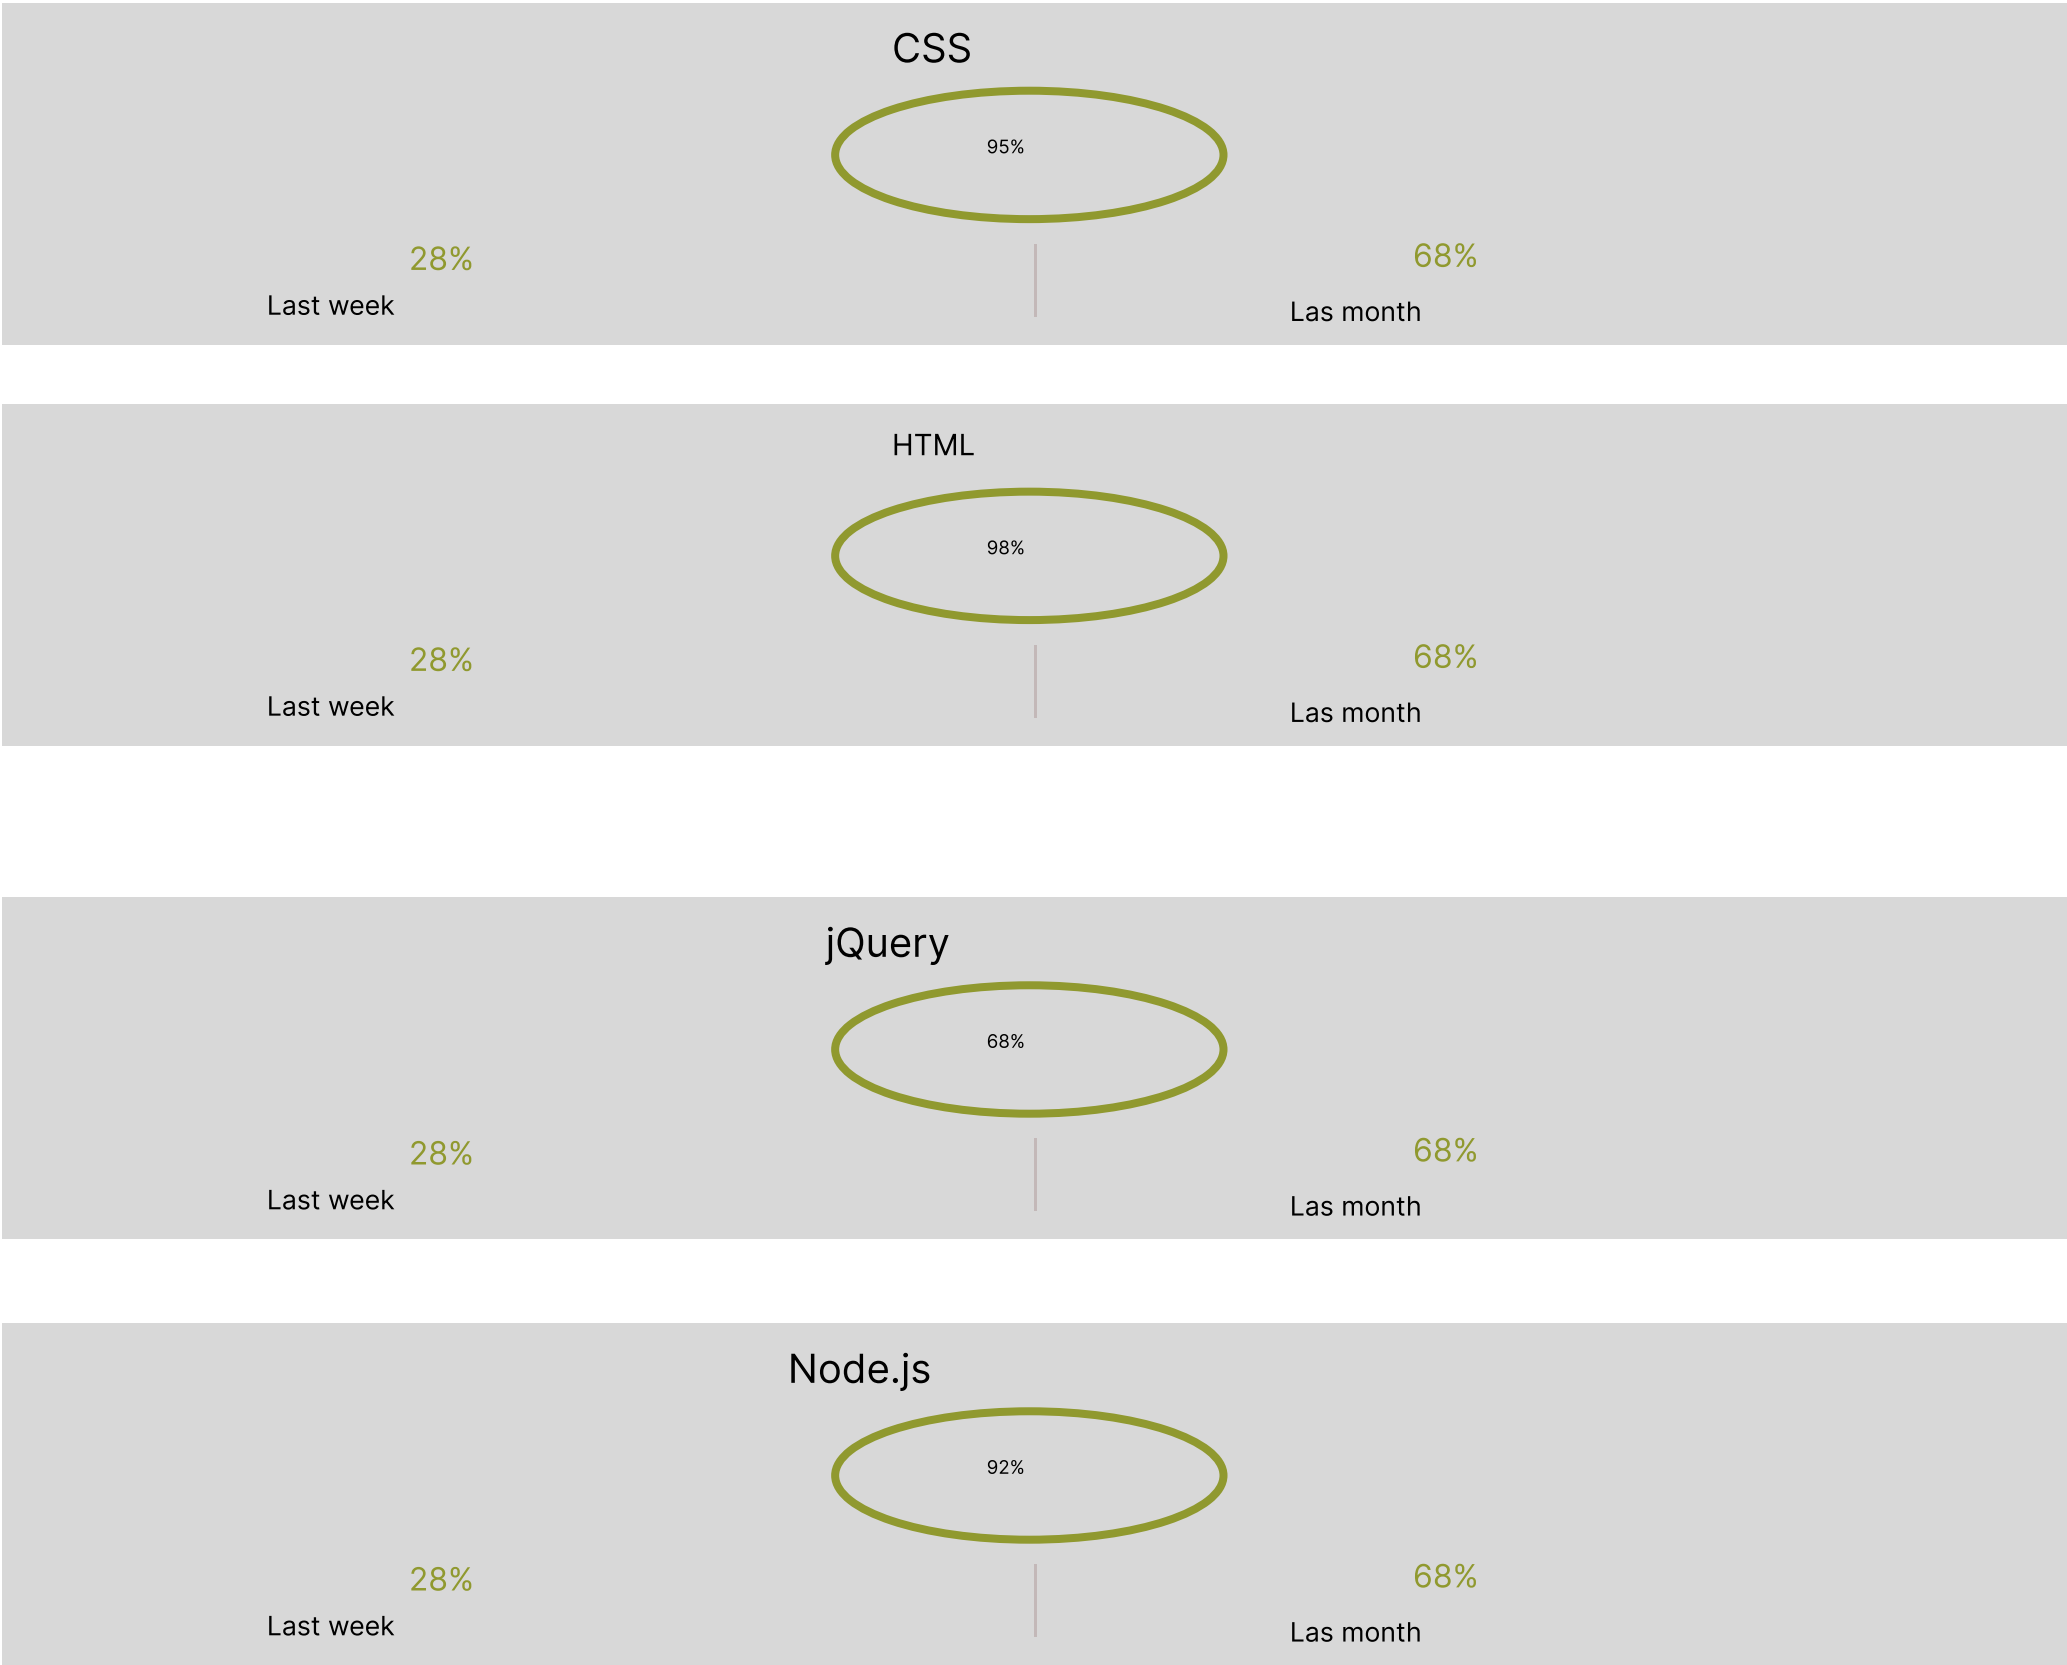 CSS
95%
28%
68%
Last week
Las month
HTML
98%
28%
68%
Last week
Las month
jQuery
68%
28%
68%
Last week
Las month
Node.js
92%
28%
68%
Last week
Las month